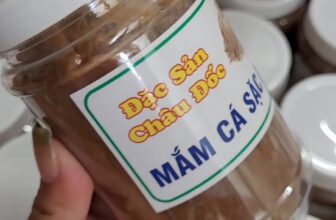 Đặc Sản
Châu Đốc
MẮM CÁ SẶC